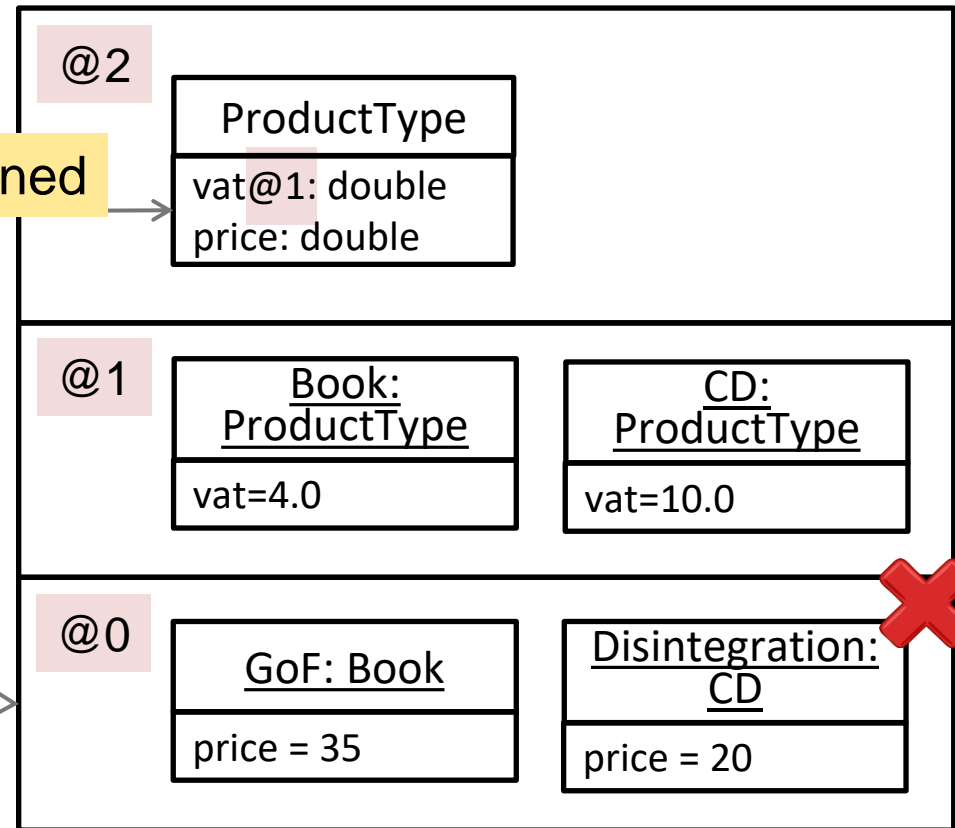 @2
ProductType
ned
vat@1: double
price: double
@1
Book:
ProductType
vat=4.0
CD:
ProductType
vat=10.0
@0
GoF: Book
price = 35
Disintegration:
CD
price = 20